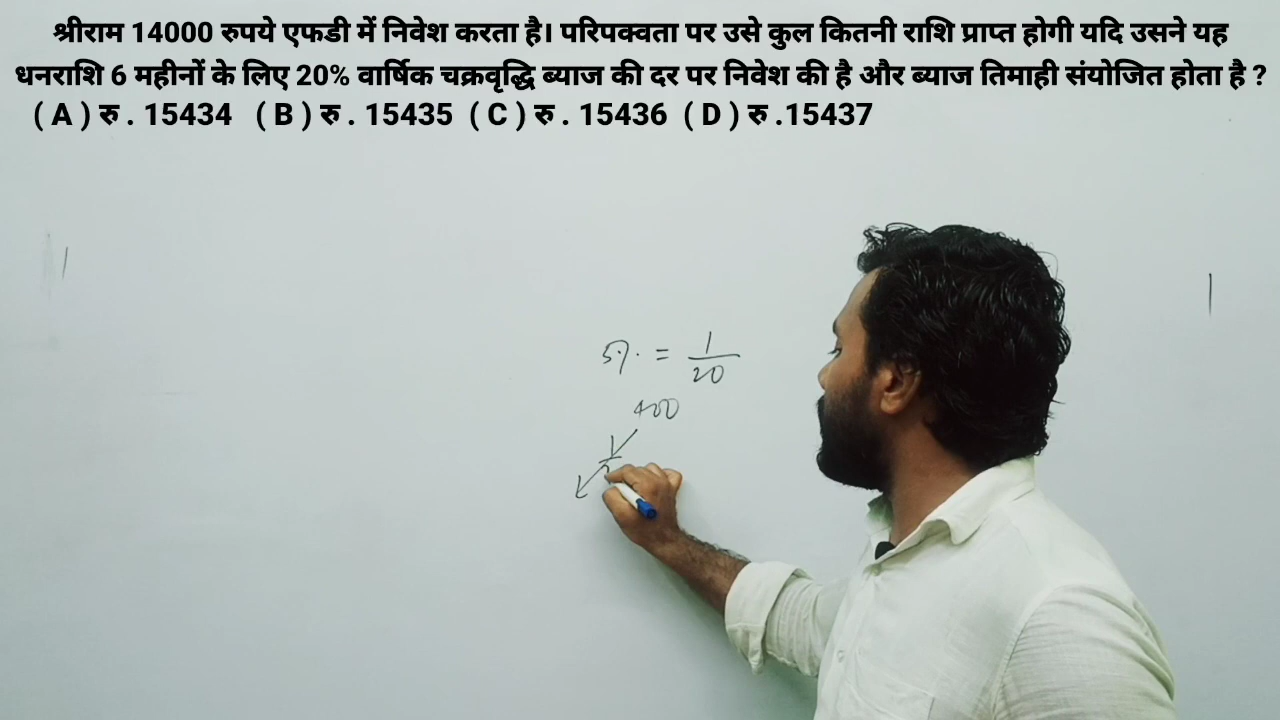 श्रीराम 14000 रुपये एफडी में निवेश करता है। परिपक्वता पर उसे कुल कितनी राशि प्राप्त होगी यदि उसने यह
धनराशि 6 महीनों के लिए 20% वार्षिक चक्रवृद्धि ब्याज की दर पर निवेश की है और ब्याज तिमाही संयोजित होता है ?
( A ) रु . 15434 ( B ) रु . 15435 ( C ) रु . 15436 ( D ) रु .15437
5% = 1/20
400